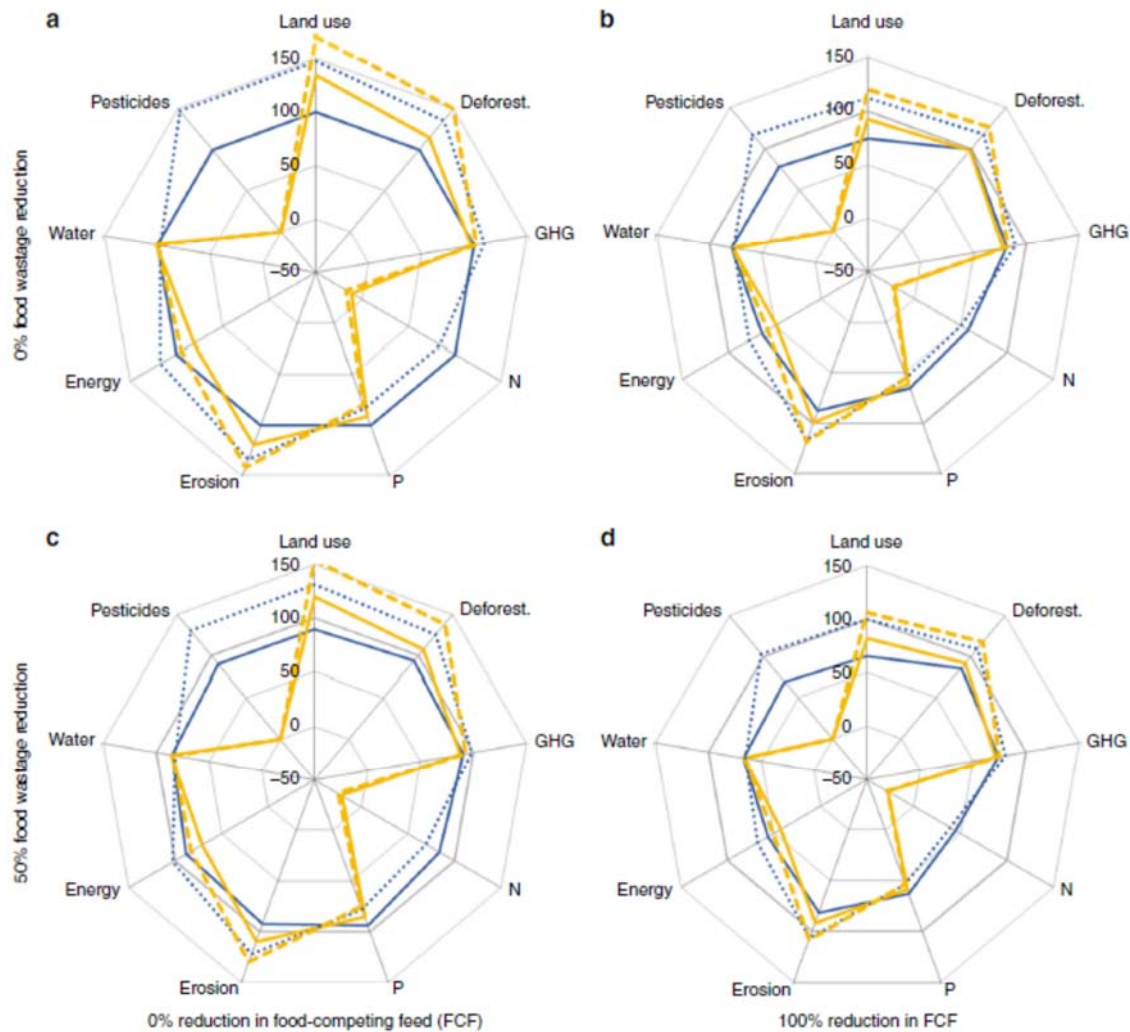 a
Land use
150
100
50
0
−50
Deforest.
GHG
N
P
Erosion
Energy
Water
Pesticides
b
Land use
150
100
50
0
−50
Deforest.
GHG
N
P
Erosion
Energy
Water
Pesticides
0% food wastage reduction
c
Land use
150
100
50
0
−50
Deforest.
GHG
N
P
Erosion
Energy
Water
Pesticides
d
Land use
150
100
50
0
−50
Deforest.
GHG
N
P
Erosion
Energy
Water
Pesticides
50% food wastage reduction
0% reduction in food-competing feed (FCF)
100% reduction in FCF